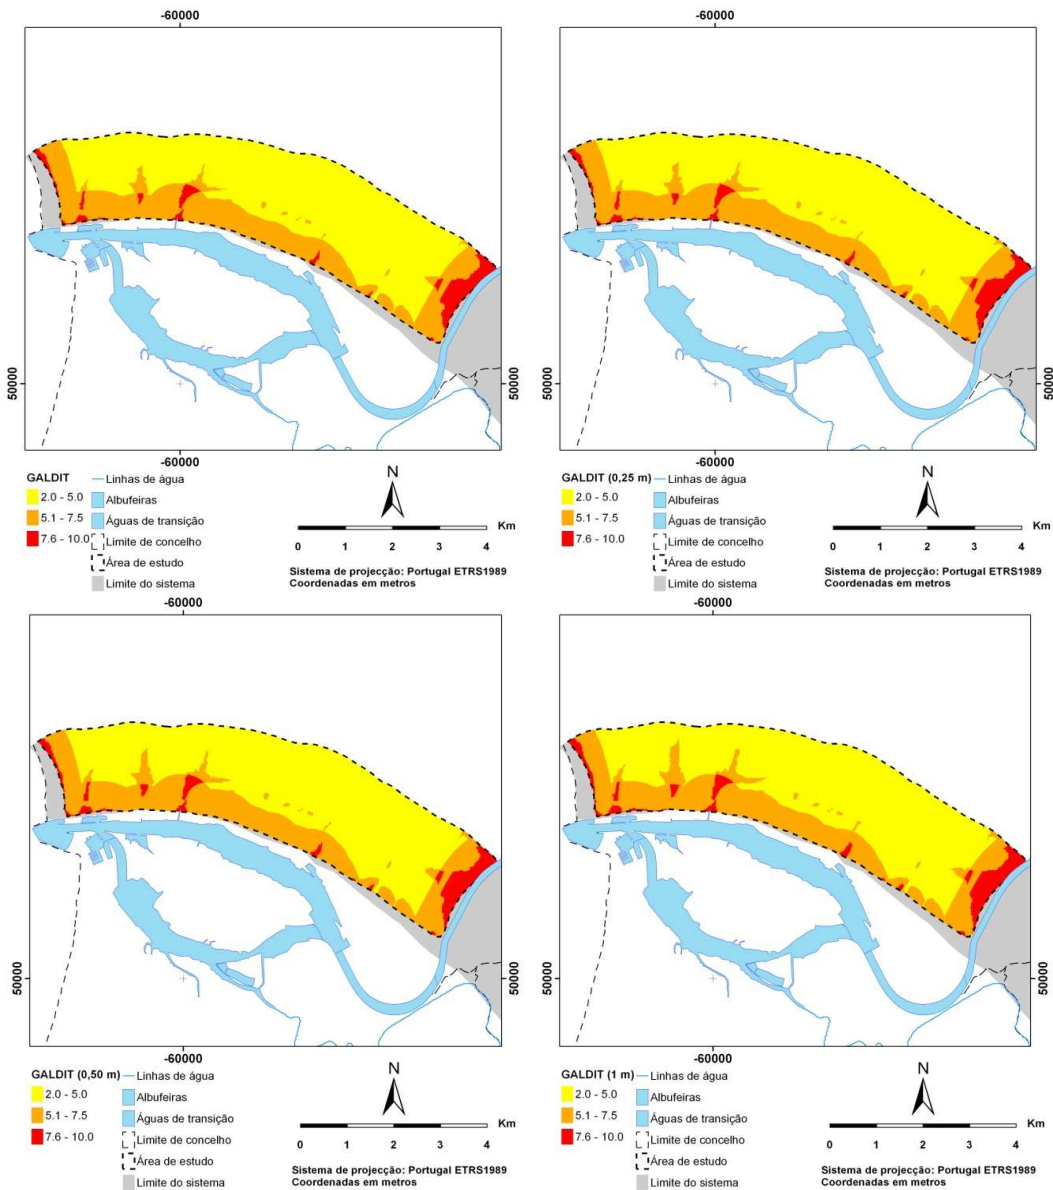 -60000
-60000
50000
50000
50000
-60000
-60000
GALDIT
2.0 - 5.0
5.1 - 7.5
7.6 - 10.0
Linhas de água
Albufeiras
Águas de transição
Limite de concelho
Área de estudo
Limite do sistema
N
Km
0 1 2 3 4
Sistema de projecção: Portugal ETRS1989
Coordenadas em metros
GALDIT (0,25 m)
2.0 - 5.0
5.1 - 7.5
7.6 - 10.0
Linhas de água
Albufeiras
Águas de transição
Limite de concelho
Área de estudo
Limite do sistema
N
Km
0 1 2 3 4
Sistema de projecção: Portugal ETRS1989
Coordenadas em metros
-60000
-60000
50000
50000
50000
50000
-60000
-60000
GALDIT (0,50 m)
2.0 - 5.0
5.1 - 7.5
7.6 - 10.0
Linhas de água
Albufeiras
Águas de transição
Limite de concelho
Área de estudo
Limite do sistema
N
Km
0 1 2 3 4
Sistema de projecção: Portugal ETRS1989
Coordenadas em metros
GALDIT (1 m)
2.0 - 5.0
5.1 - 7.5
7.6 - 10.0
Linhas de água
Albufeiras
Águas de transição
Limite de concelho
Área de estudo
Limite do sistema
N
Km
0 1 2 3 4
Sistema de projecção: Portugal ETRS1989
Coordenadas em metros